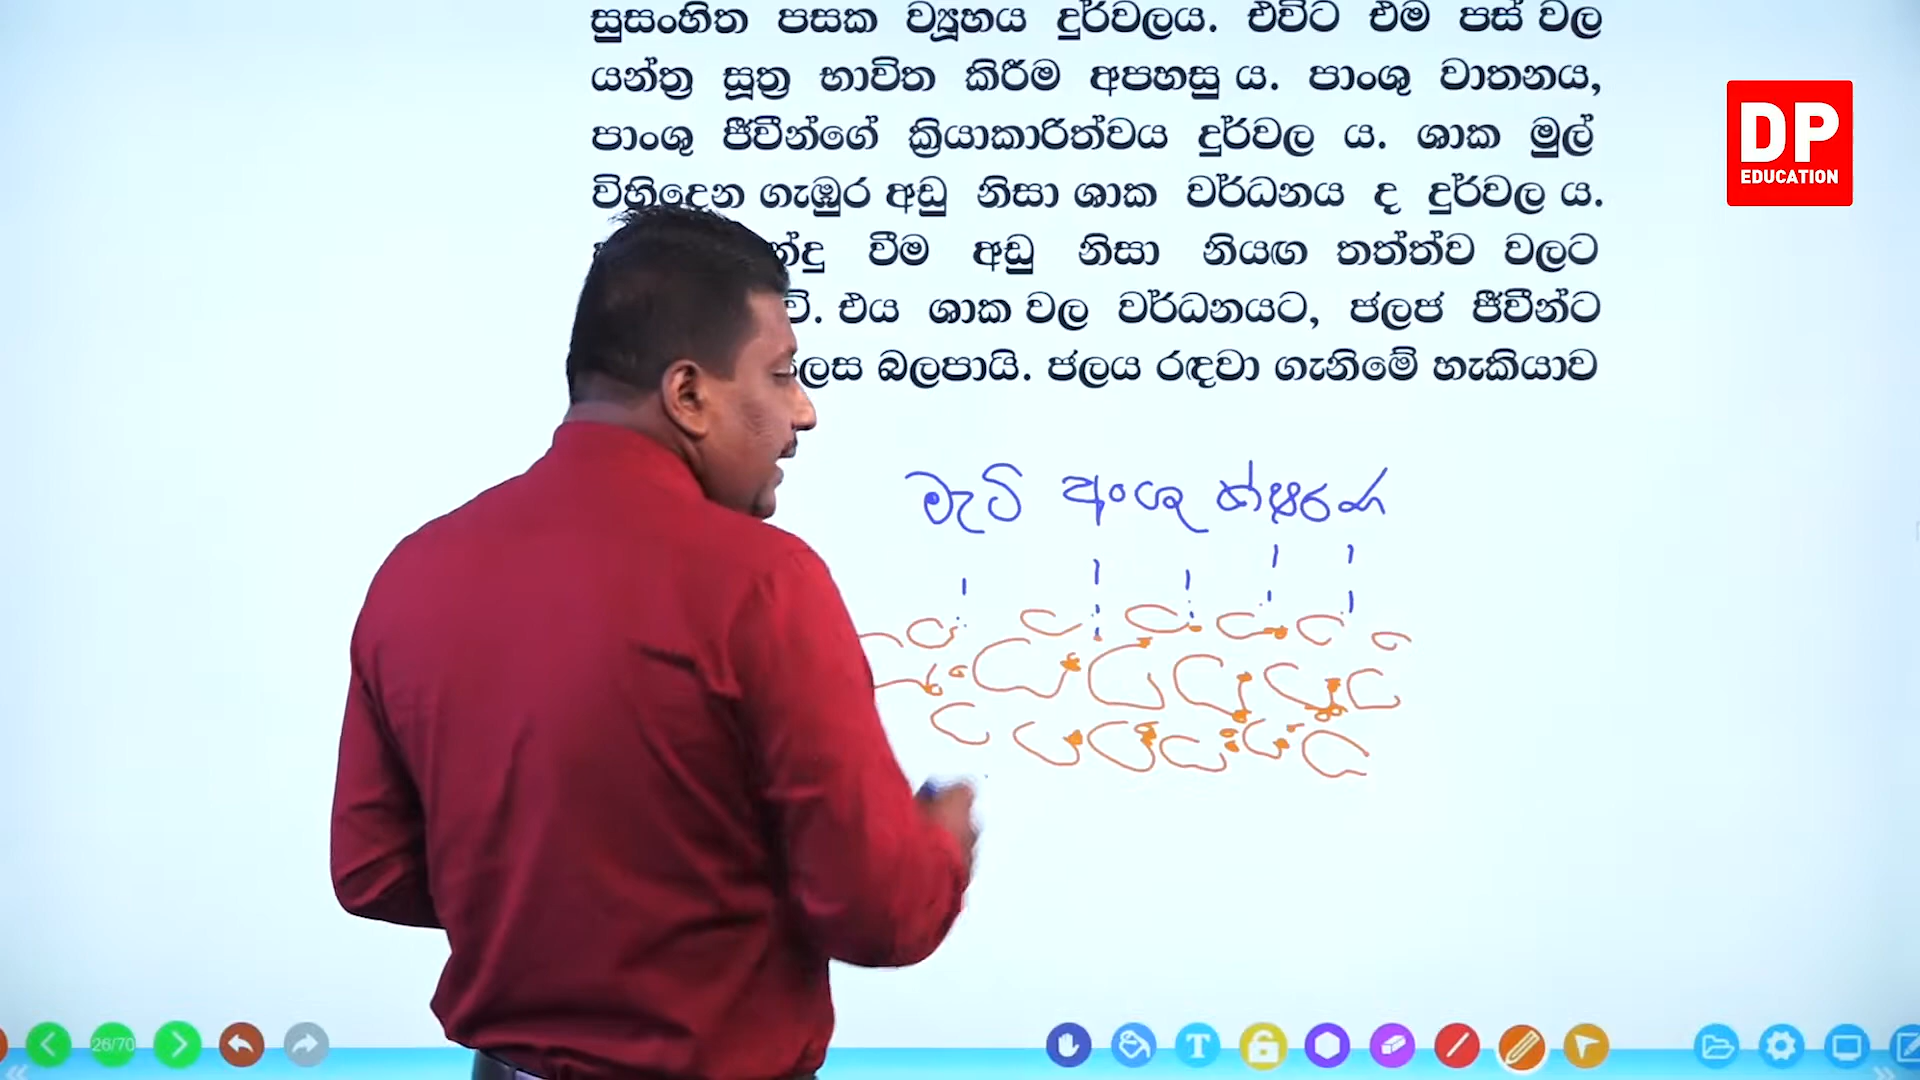 සුසංහිත පසක ව්‍යූහය දුර්වලය. එවිට එම පස් වල
යන්ත්‍ර සූත්‍ර භාවිත කිරීම අපහසු ය. පාංශු වාතනය,
පාංශු ජීවීන්ගේ ක්‍රියාකාරිත්වය දුර්වල ය. ශාක මුල්
විහිදෙන ගැඹුර අඩු නිසා ශාක වර්ධනය ද දුර්වල ය.
වීම අඩු නිසා නියඟ තත්ත්ව වලට
එය ශාක වල වර්ධනයට, ජලජ ජීවීන්ට
බලපායි. ජලය රඳවා ගැනිමේ හැකියාව
DP
EDUCATION
මැටි අංශු ක්ෂරණ
26/70